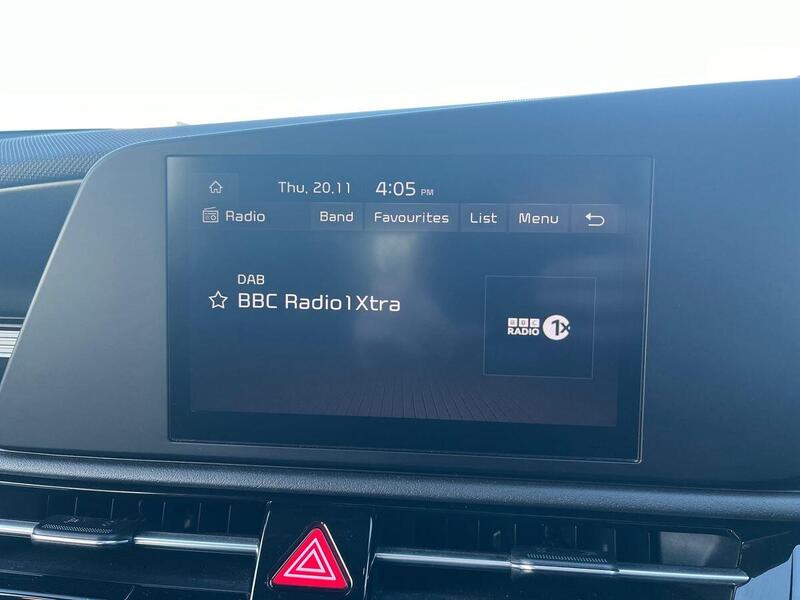 Thu, 20.11 4:05 PM
Radio Band Favourites List Menu
DAB
BBC Radio1Xtra
BBC
RADIO 1X